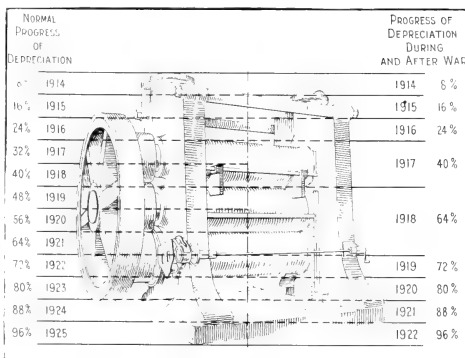 NORMAL
PROGRESS
OF
DEPRECIATION
PROGRESS OF
DEPRECIATION
DURING
AND AFTER WAR
1914
1914 8%
16% 1915
1915 16%
24% 1916
1916 24%
32% 1917
1917 40%
40% 1918
48% 1919
56% 1920
1918 64%
64% 1921
72% 1922
1919 72%
80% 1923
1920 80%
88% 1924
1921 88%
96% 1925
1922 96%